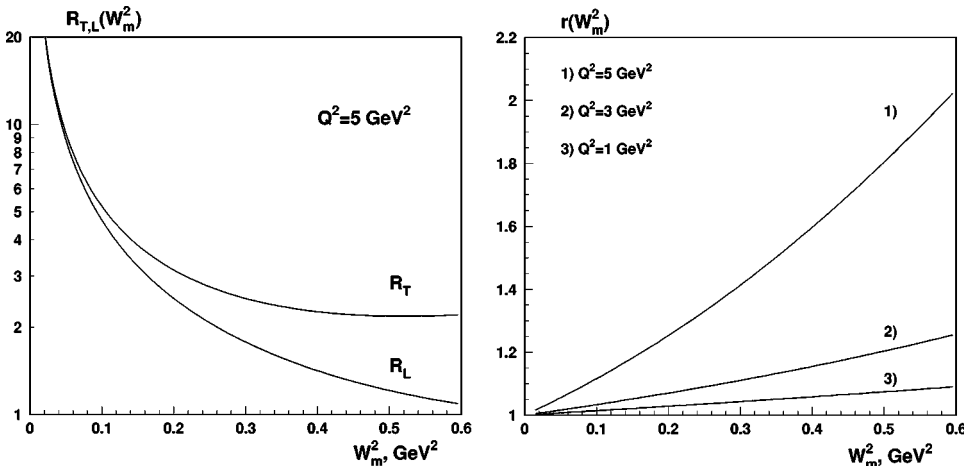 R_T,L(W_m^2)
20
10
9
8
7
6
5
4
3
2
1
Q^2=5 GeV^2
R_T
R_L
0 0.1 0.2 0.3 0.4 0.5 0.6
W_m^2, GeV^2
r(W_m^2)
2.2
2
1.8
1.6
1.4
1.2
1
1) Q^2=5 GeV^2
2) Q^2=3 GeV^2
3) Q^2=1 GeV^2
1)
2)
3)
0 0.1 0.2 0.3 0.4 0.5 0.6
W_m^2, GeV^2